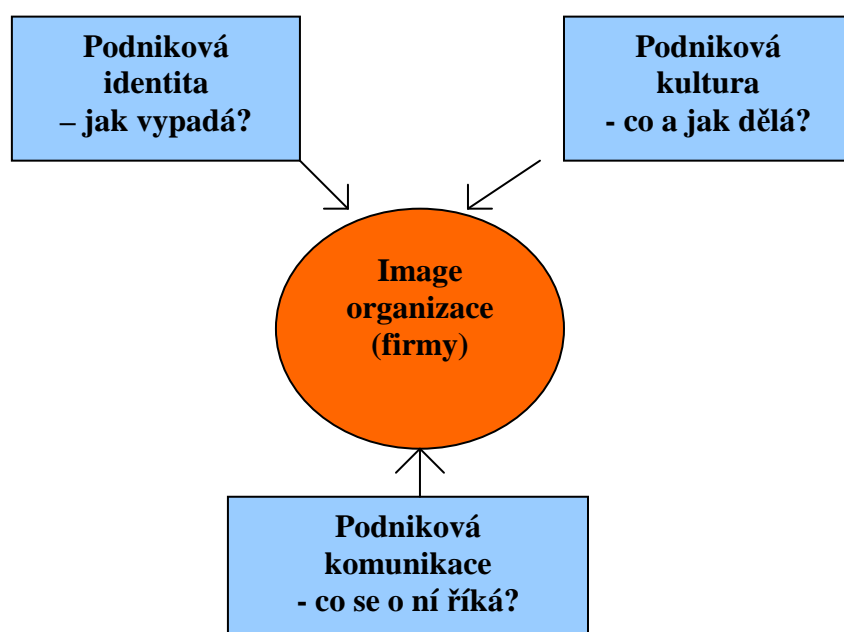 Podniková
identita
– jak vypadá?
Podniková
kultura
- co a jak dělá?
Image
organizace
(firmy)
Podniková
komunikace
- co se o ní říká?